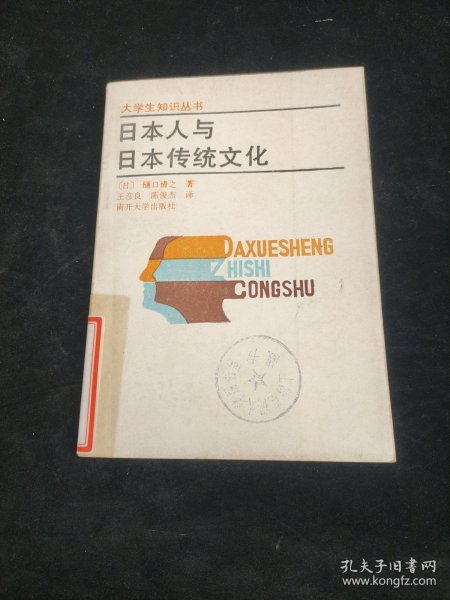 大学生知识丛书
日本人与
日本传统文化
〔日〕 樋口清之 著
王彦良 陈俊杰 译
南开大学出版社
DAXUESHENG
ZHISHI
CONGSHU
藏书
孔夫子旧书网
www.kongfz.com